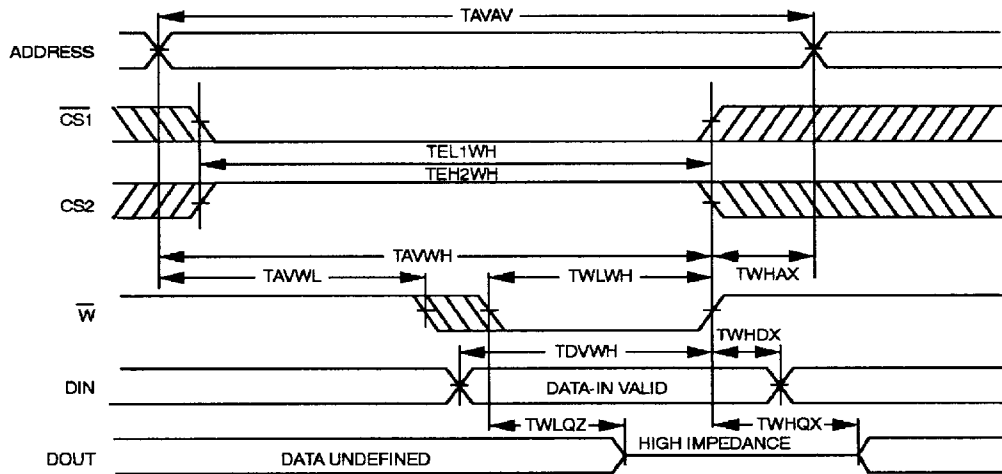 TAVAV
ADDRESS
CS1
TEL1WH
TEH2WH
CS2
TAVWH
TAVWL
TWLWH
TWHAX
W
TWHDX
TDVWH
DIN
DATA-IN VALID
TWLQZ
TWHQX
HIGH IMPEDANCE
DOUT
DATA UNDEFINED